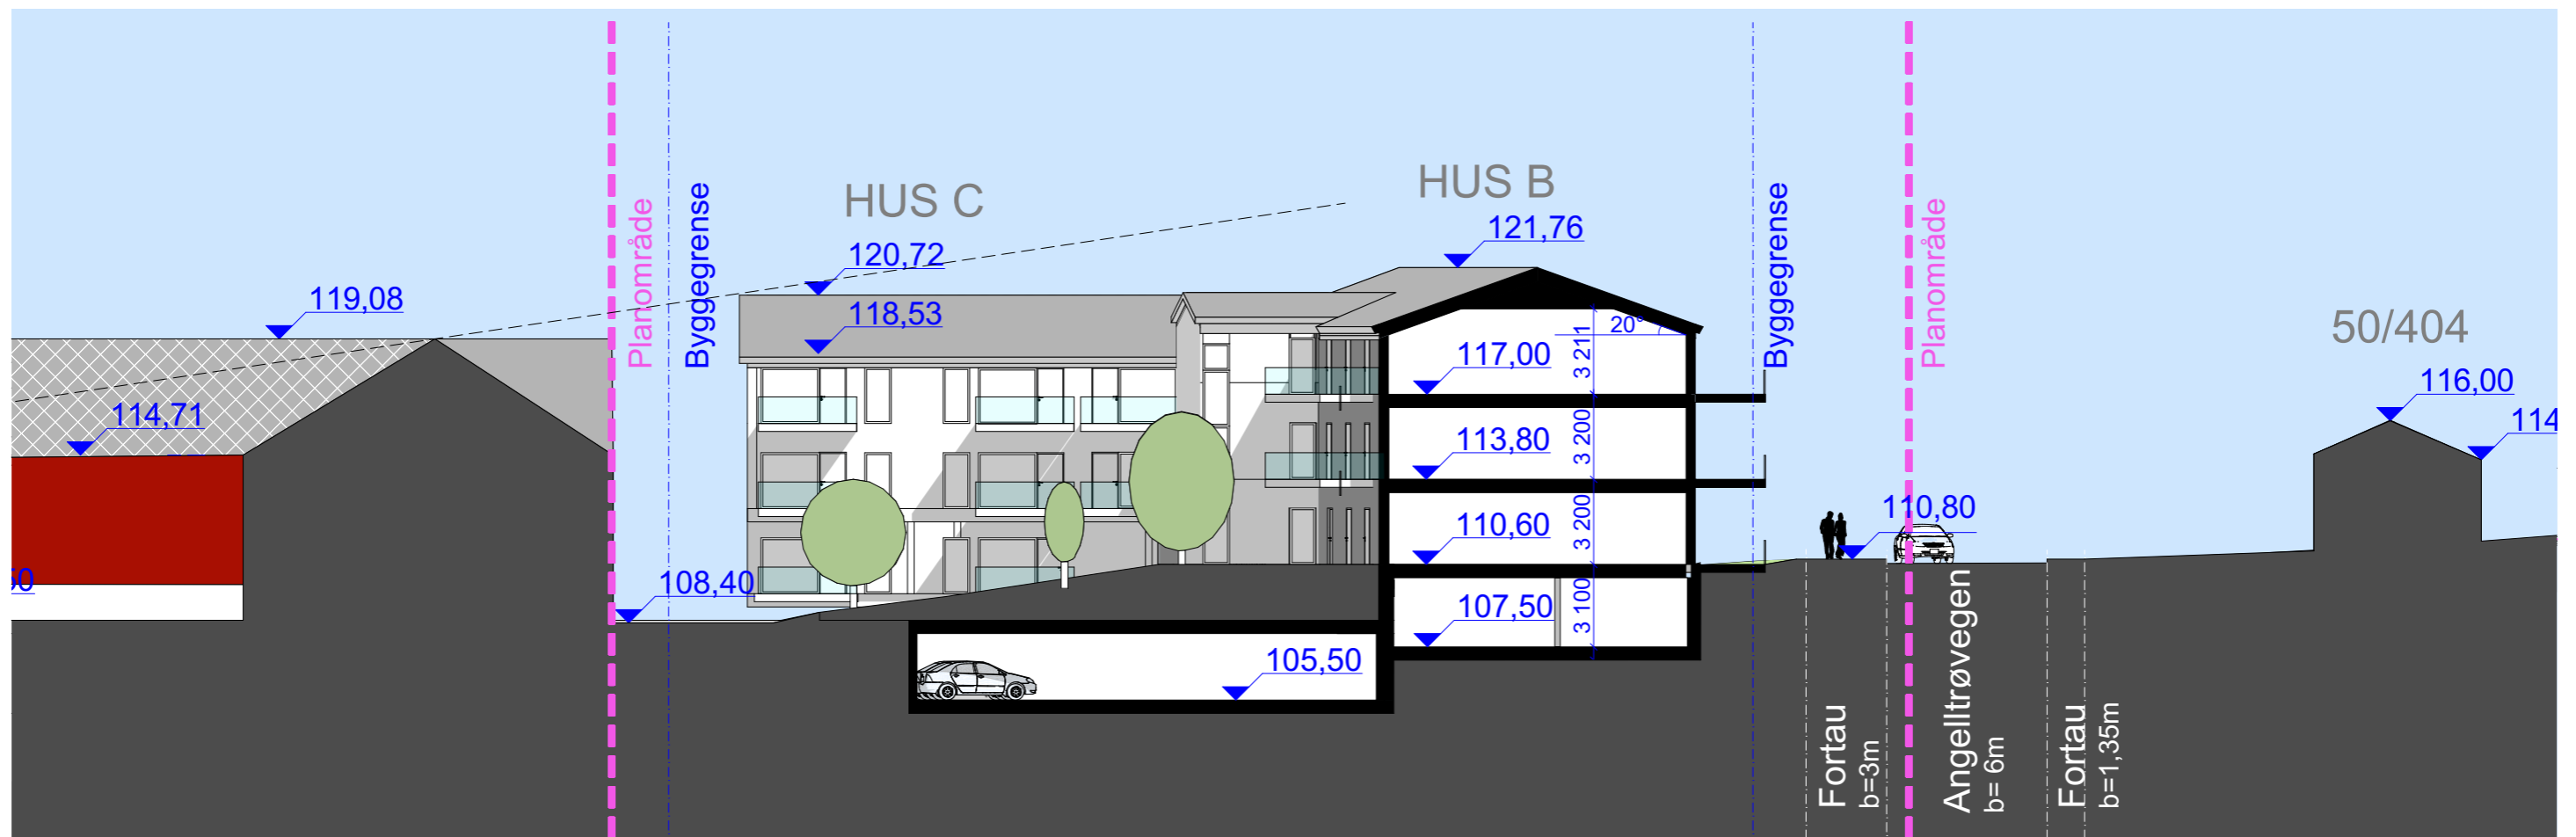 HUS C
HUS B
121,76
120,72
119,08
118,53
114,71
50
108,40
Planområde
Byggegrense
20°
117,00
3 211
113,80
3 200
110,60
3 200
107,50
3 100
105,50
Byggegrense
Planområde
50/404
116,00
114
110,80
Fortau
b=3m
Angelltrøvegen
b= 6m
Fortau
b=1,35m